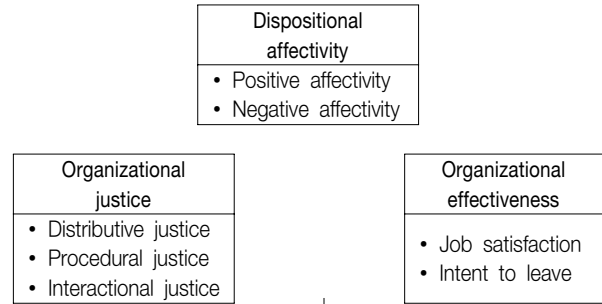 Dispositional
affectivity
• Positive affectivity
• Negative affectivity
Organizational
justice
• Distributive justice
• Procedural justice
• Interactional justice
Organizational
effectiveness
• Job satisfaction
• Intent to leave